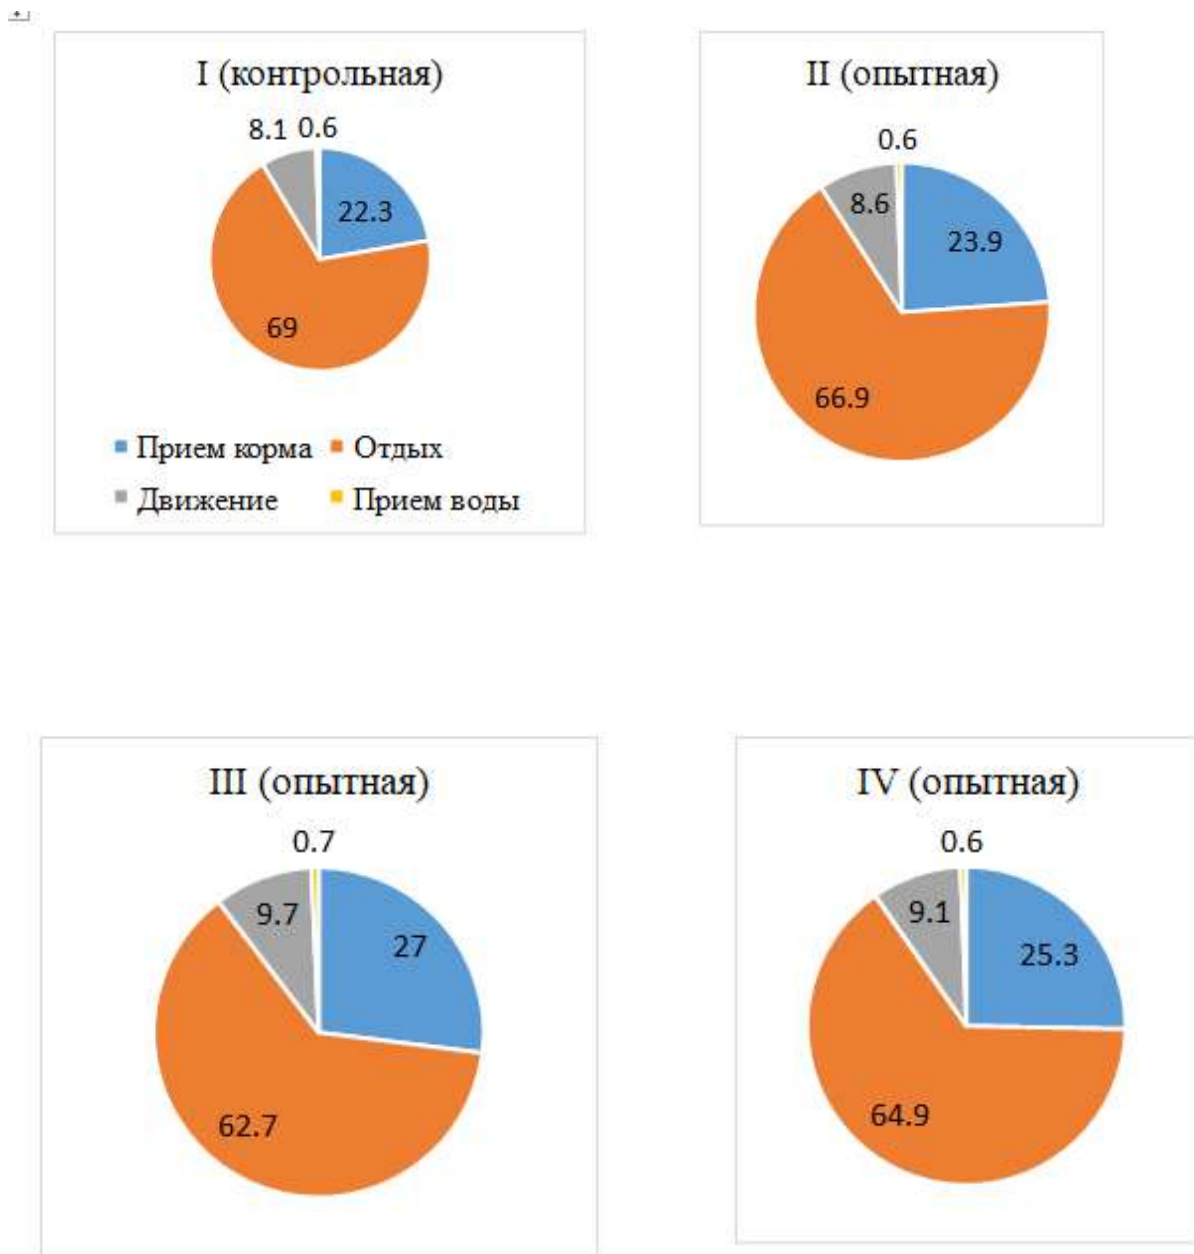 I (контрольная)
8.1 0.6
22.3
69
Прием корма Отдых
Движение Прием воды
II (опытная)
0.6
8.6
23.9
66.9
III (опытная)
0.7
9.7
27
62.7
IV (опытная)
0.6
9.1
25.3
64.9